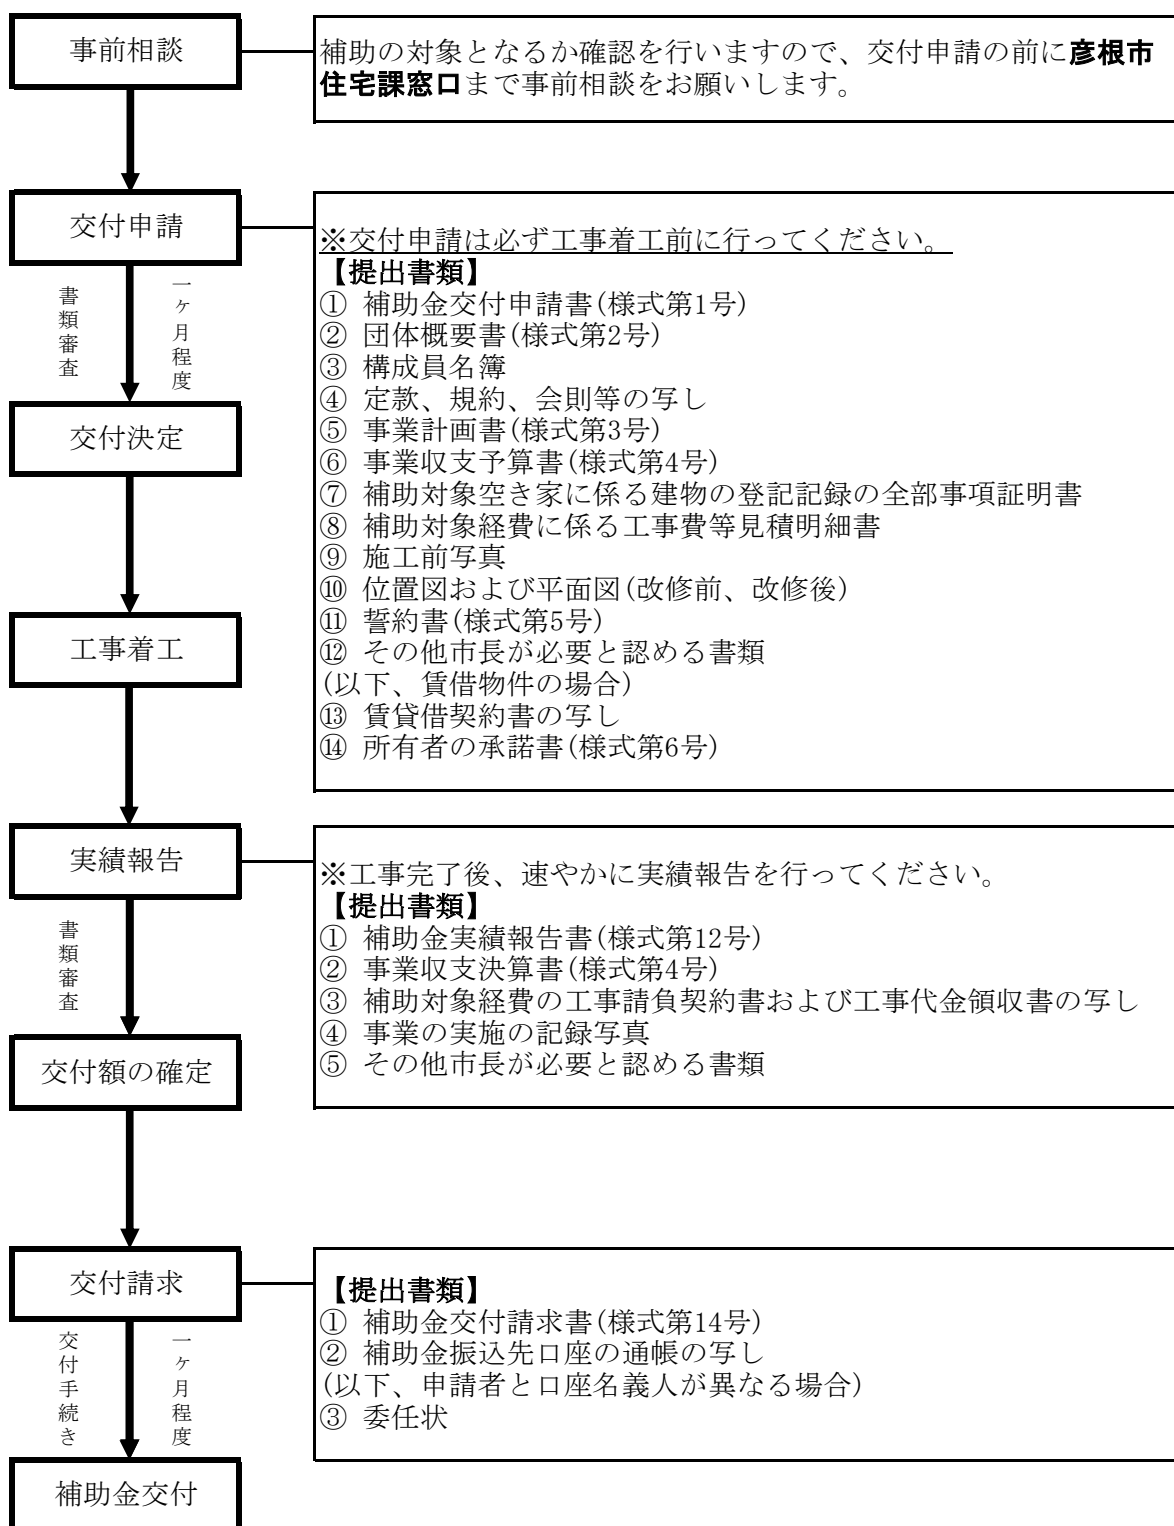 事前相談
補助の対象となるか確認を行いますので、交付申請の前に彦根市
住宅課窓口まで事前相談をお願いします。
交付申請
※交付申請は必ず工事着工前に行ってください。
【提出書類】
① 補助金交付申請書(様式第1号)
② 団体概要書(様式第2号)
③ 構成員名簿
④ 定款、規約、会則等の写し
⑤ 事業計画書(様式第3号)
⑥ 事業収支予算書(様式第4号)
⑦ 補助対象空き家に係る建物の登記記録の全部事項証明書
⑧ 補助対象経費に係る工事費等見積明細書
⑨ 施工前写真
⑩ 位置図および平面図(改修前、改修後)
⑪ 誓約書(様式第5号)
⑫ その他市長が必要と認める書類
(以下、賃借物件の場合)
⑬ 賃貸借契約書の写し
⑭ 所有者の承諾書(様式第6号)
書類審査
一ヶ月程度
交付決定
工事着工
実績報告
※工事完了後、速やかに実績報告を行ってください。
【提出書類】
① 補助金実績報告書(様式第12号)
② 事業収支決算書(様式第4号)
③ 補助対象経費の工事請負契約書および工事代金領収書の写し
④ 事業の実施の記録写真
⑤ その他市長が必要と認める書類
書類審査
交付額の確定
交付請求
【提出書類】
① 補助金交付請求書(様式第14号)
② 補助金振込先口座の通帳の写し
(以下、申請者と口座名義人が異なる場合)
③ 委任状
交付手続き
一ヶ月程度
補助金交付